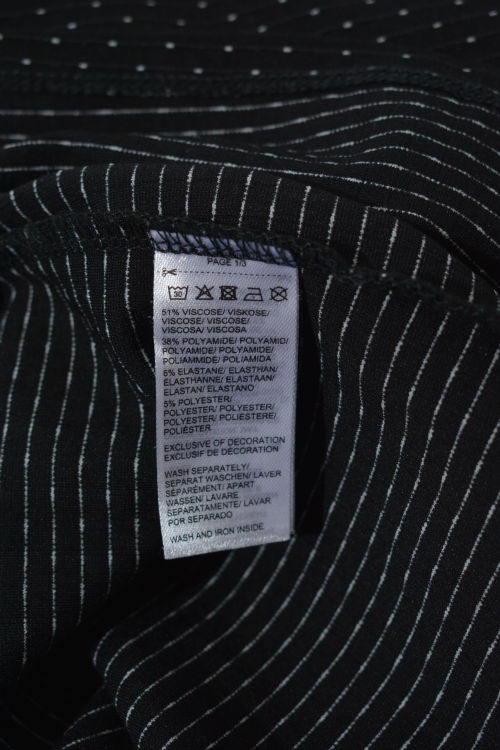 PAGE 1/3
30
51% VISCOSE/ VISKOSE/
VISCOSE/ VISCOSE/
VISCOSA/ VISCOSA
38% POLYAMIDE/ POLYAMID/
POLYAMIDE/ POLYAMIDE/
POLIAMMIDE/ POLIAMIDA
6% ELASTANE/ ELASTHAN/
ELASTHANNE/ ELASTAAN/
ELASTAN/ ELASTANO
5% POLYESTER/
POLYESTER/ POLYESTER/
POLYESTER/ POLIESTERE/
POLIÉSTER
EXCLUSIVE OF DECORATION
EXCLUSIF DE DÉCORATION
WASH SEPARATELY/
SEPARAT WASCHEN/ LAVER
SÉPARÉMENT/ APART
WASSEN/ LAVARE
SEPARATAMENTE/ LAVAR
POR SEPARADO
WASH AND IRON INSIDE